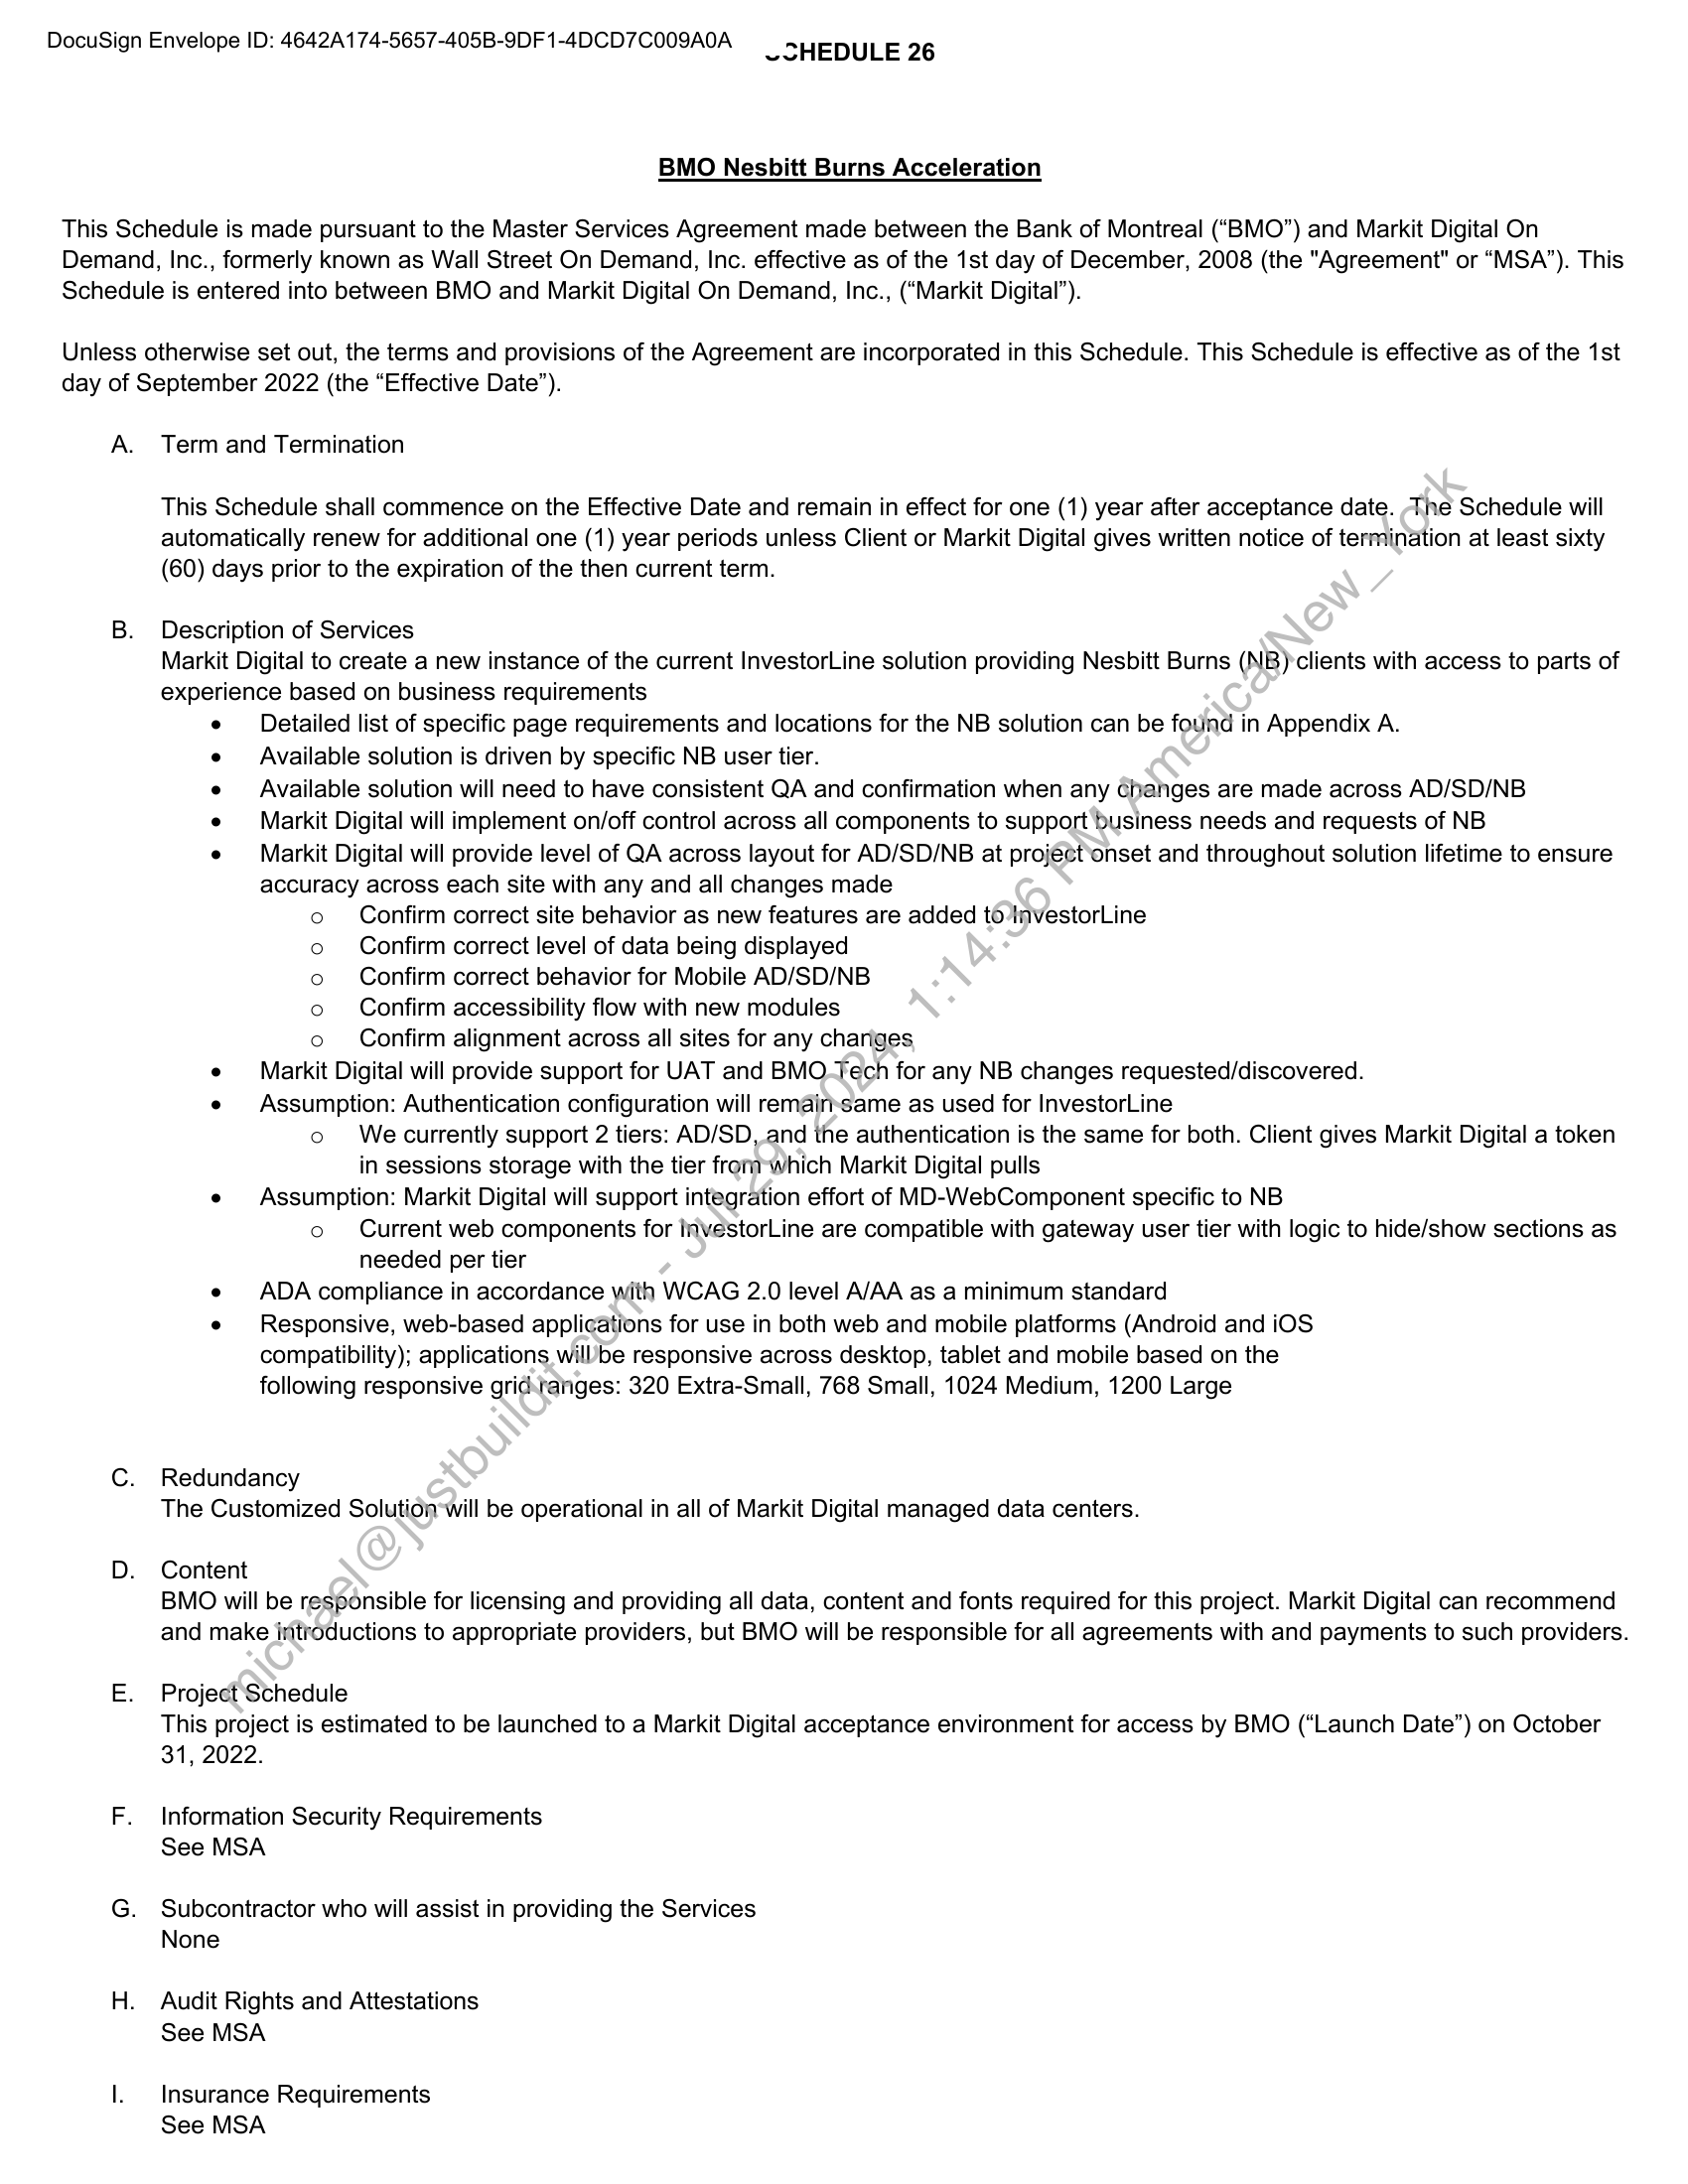 DocuSign Envelope ID: 4642A174-5657-405B-9DF1-4DCD7C009A0A
SCHEDULE 26
BMO Nesbitt Burns Acceleration
This Schedule is made pursuant to the Master Services Agreement made between the Bank of Montreal (“BMO”) and Markit Digital On
Demand, Inc., formerly known as Wall Street On Demand, Inc. effective as of the 1st day of December, 2008 (the "Agreement" or “MSA”). This
Schedule is entered into between BMO and Markit Digital On Demand, Inc., (“Markit Digital”).
Unless otherwise set out, the terms and provisions of the Agreement are incorporated in this Schedule. This Schedule is effective as of the 1st
day of September 2022 (the “Effective Date”).
A. Term and Termination
This Schedule shall commence on the Effective Date and remain in effect for one (1) year after acceptance date. The Schedule will
automatically renew for additional one (1) year periods unless Client or Markit Digital gives written notice of termination at least sixty
(60) days prior to the expiration of the then current term.
B. Description of Services
Markit Digital to create a new instance of the current InvestorLine solution providing Nesbitt Burns (NB) clients with access to parts of
experience based on business requirements
• Detailed list of specific page requirements and locations for the NB solution can be found in Appendix A.
• Available solution is driven by specific NB user tier.
• Available solution will need to have consistent QA and confirmation when any changes are made across AD/SD/NB
• Markit Digital will implement on/off control across all components to support business needs and requests of NB
• Markit Digital will provide level of QA across layout for AD/SD/NB at project onset and throughout solution lifetime to ensure
accuracy across each site with any and all changes made
o Confirm correct site behavior as new features are added to InvestorLine
o Confirm correct level of data being displayed
o Confirm correct behavior for Mobile AD/SD/NB
o Confirm accessibility flow with new modules
o Confirm alignment across all sites for any changes
• Markit Digital will provide support for UAT and BMO Tech for any NB changes requested/discovered.
• Assumption: Authentication configuration will remain same as used for InvestorLine
o We currently support 2 tiers: AD/SD, and the authentication is the same for both. Client gives Markit Digital a token
in sessions storage with the tier from which Markit Digital pulls
• Assumption: Markit Digital will support integration effort of MD-WebComponent specific to NB
o Current web components for InvestorLine are compatible with gateway user tier with logic to hide/show sections as
needed per tier
• ADA compliance in accordance with WCAG 2.0 level A/AA as a minimum standard
• Responsive, web-based applications for use in both web and mobile platforms (Android and iOS
compatibility); applications will be responsive across desktop, tablet and mobile based on the
following responsive grid ranges: 320 Extra-Small, 768 Small, 1024 Medium, 1200 Large
C. Redundancy
The Customized Solution will be operational in all of Markit Digital managed data centers.
D. Content
BMO will be responsible for licensing and providing all data, content and fonts required for this project. Markit Digital can recommend
and make introductions to appropriate providers, but BMO will be responsible for all agreements with and payments to such providers.
E. Project Schedule
This project is estimated to be launched to a Markit Digital acceptance environment for access by BMO (“Launch Date”) on October
31, 2022.
F. Information Security Requirements
See MSA
G. Subcontractor who will assist in providing the Services
None
H. Audit Rights and Attestations
See MSA
I. Insurance Requirements
See MSA
michael@justbuildit.com - Jul 29, 2024, 1:14:36 PM America/New_York